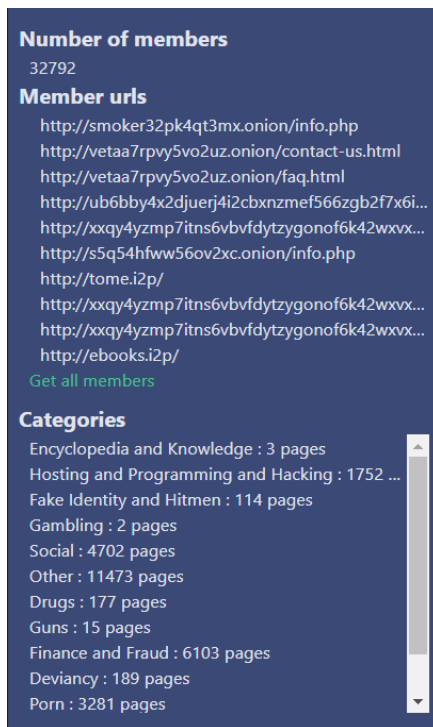 Number of members
32792
Member urls
http://smoker32pk4qt3mx.onion/info.php
http://vetaa7rpvy5vo2uz.onion/contact-us.html
http://vetaa7rpvy5vo2uz.onion/faq.html
http://ub6bby4x2djuerj4i2cbxnzmef566zgb2f7x6i...
http://xxqy4yzmp7itns6vbvfdytzygonof6k42wxvx...
http://s5q54hfww56ov2xc.onion/info.php
http://tome.i2p/
http://xxqy4yzmp7itns6vbvfdytzygonof6k42wxvx...
http://xxqy4yzmp7itns6vbvfdytzygonof6k42wxvx...
http://ebooks.i2p/
Get all members
Categories
Encyclopedia and Knowledge : 3 pages
Hosting and Programming and Hacking : 1752 ...
Fake Identity and Hitmen : 114 pages
Gambling : 2 pages
Social : 4702 pages
Other : 11473 pages
Drugs : 177 pages
Guns : 15 pages
Finance and Fraud : 6103 pages
Deviancy : 189 pages
Porn : 3281 pages